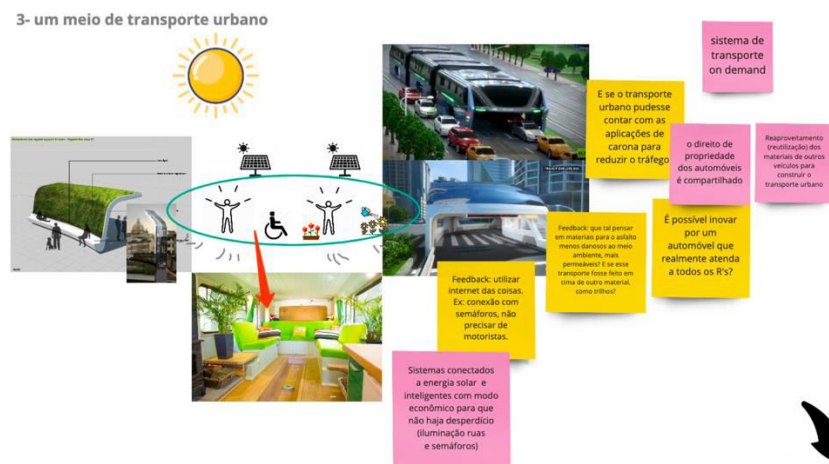 3- um meio de transporte urbano
sistema de
transporte
on demand
E se o transporte
urbano pudesse
contar com as
aplicações de
carona para
reduzir o tráfego
o direito de
propriedade
dos automóveis
é compartilhado
Reaproveitamento
(reutilização) dos
materiais de outros
veículos para
construir o
transporte urbano
Feedback: que tal pensar
em materiais para o asfalto
menos danosos ao meio
ambiente, mais
permeáveis? E se esse
transporte fosse feito em
cima de outro material,
como trilhos?
É possível inovar
por um
automóvel que
realmente atenda
a todos os R's?
Feedback: utilizar
internet das coisas.
Ex: conexão com
semáforos, não
precisar de
motoristas.
Sistemas conectados
a energia solar e
inteligentes com modo
econômico para que
não haja desperdício
(iluminação ruas
e semáforos)